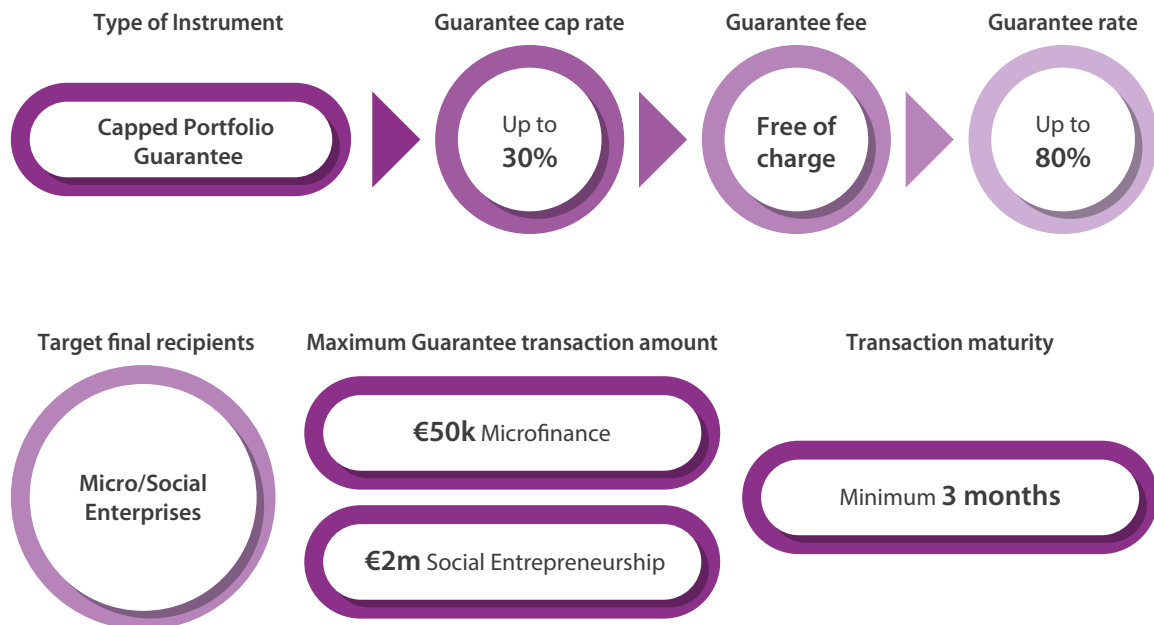 Type of Instrument
Guarantee cap rate
Guarantee fee
Guarantee rate
Capped Portfolio
Guarantee
Up to
30%
Free of
charge
Up to
80%
Target final recipients
Maximum Guarantee transaction amount
Transaction maturity
Micro/Social
Enterprises
€50k Microfinance
€2m Social Entrepreneurship
Minimum 3 months